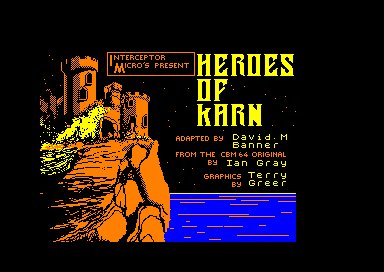 INTERCEPTOR
MICRO'S PRESENT
HEROES
OF
KARN
ADAPTED BY David.M
Banner
FROM THE CBM 64 ORIGINAL
BY Ian Gray
GRAPHICS Terry
BY Greer